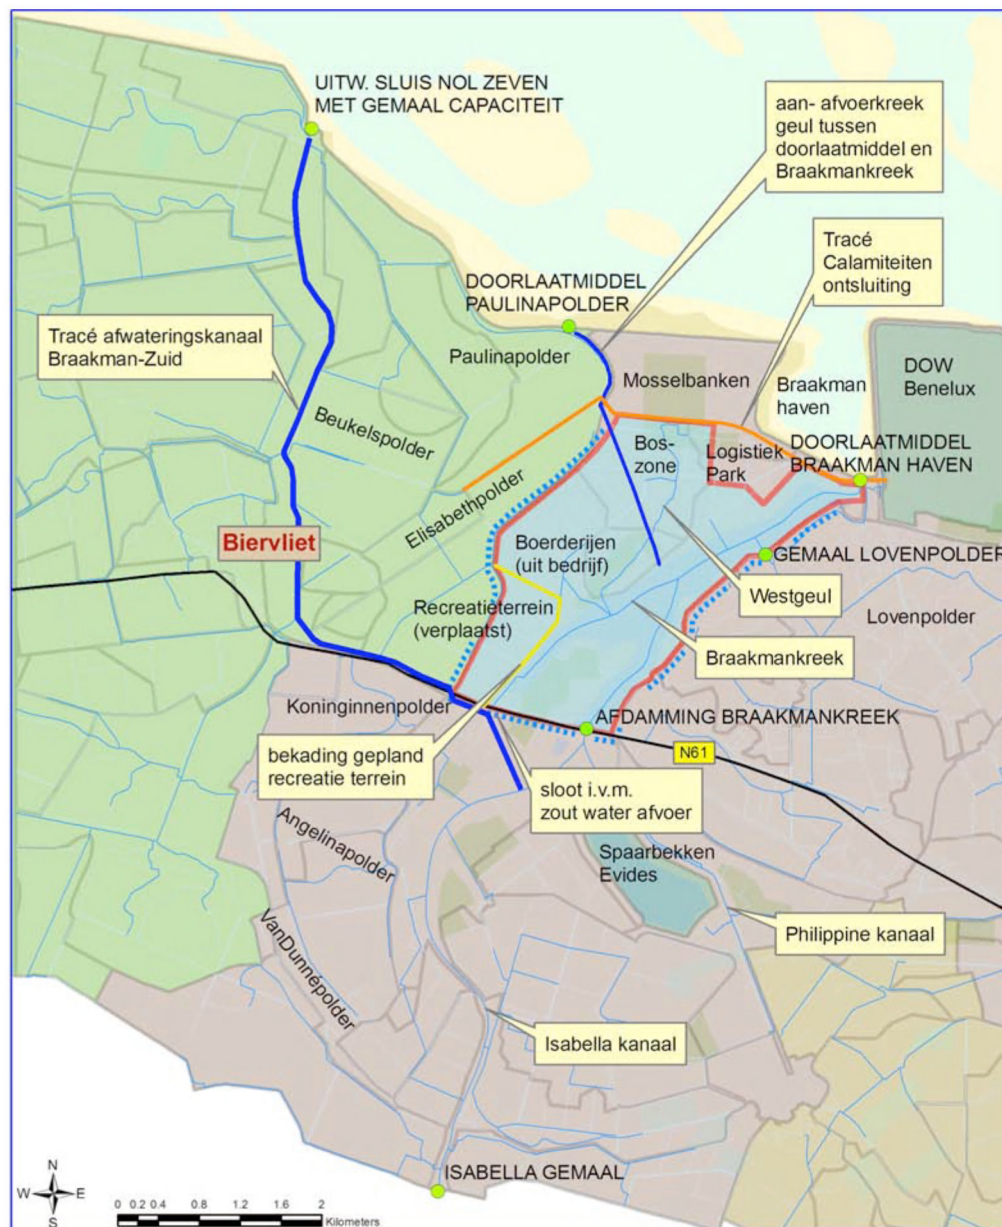 UITW. SLUIS NOL ZEVEN
MET GEMAAL CAPACITEIT
aan- afvoerkreek
geul tussen
doorlaatmiddel en
Braakmankreek
Tracé
Calamiteiten
ontsluiting
DOORLAATMIDDEL
PAULINAPOLDER
Tracé afwateringskanaal
Braakman-Zuid
Paulinapolder
Mosselbanken
Braakman
haven
DOW
Benelux
Beukelspolder
Bos-
zone
Logistiek
Park
DOORLAATMIDDEL
BRAAKMAN HAVEN
Elisabethpolder
Biervliet
Boerderijen
(uit bedrijf)
GEMAAL LOVENPOLDER
Westgeul
Recreatieterrein
(verplaatst)
Lovenpolder
Braakmankreek
Koninginnenpolder
AFDAMMING BRAAKMANKREEK
N61
bekading gepland
recreatie terrein
sloot i.v.m.
zout water afvoer
Angelinapolder
Spaarbekken
Evides
VanDunnépolder
Philippine kanaal
Isabella kanaal
ISABELLA GEMAAL
N
W E
S
0 0.2 0.4 0.8 1.2 1.6 2
Kilometers